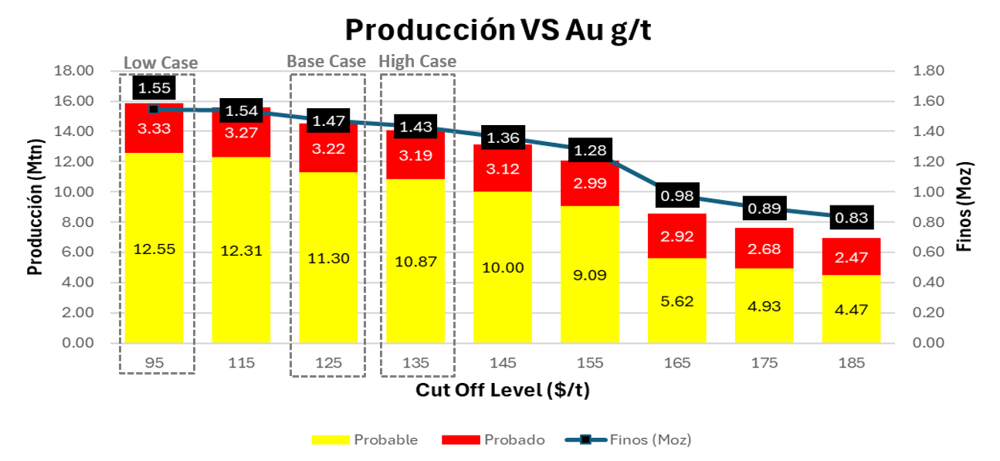 Producción VS Au g/t
Low Case
Base Case
High Case
18.00
16.00
14.00
12.00
10.00
8.00
6.00
4.00
2.00
0.00
Producción (Mtn)
1.80
1.60
1.40
1.20
1.00
0.80
0.60
0.40
0.20
0.00
Finos (Moz)
1.55 1.54 1.47 1.43 1.36 1.28 0.98 0.89 0.83
3.33 3.27 3.22 3.19 3.12 2.99 2.92 2.68 2.47
12.55 12.31 11.30 10.87 10.00 9.09 5.62 4.93 4.47
95 115 125 135 145 155 165 175 185
Cut Off Level ($/t)
Probable Probado Finos (Moz)